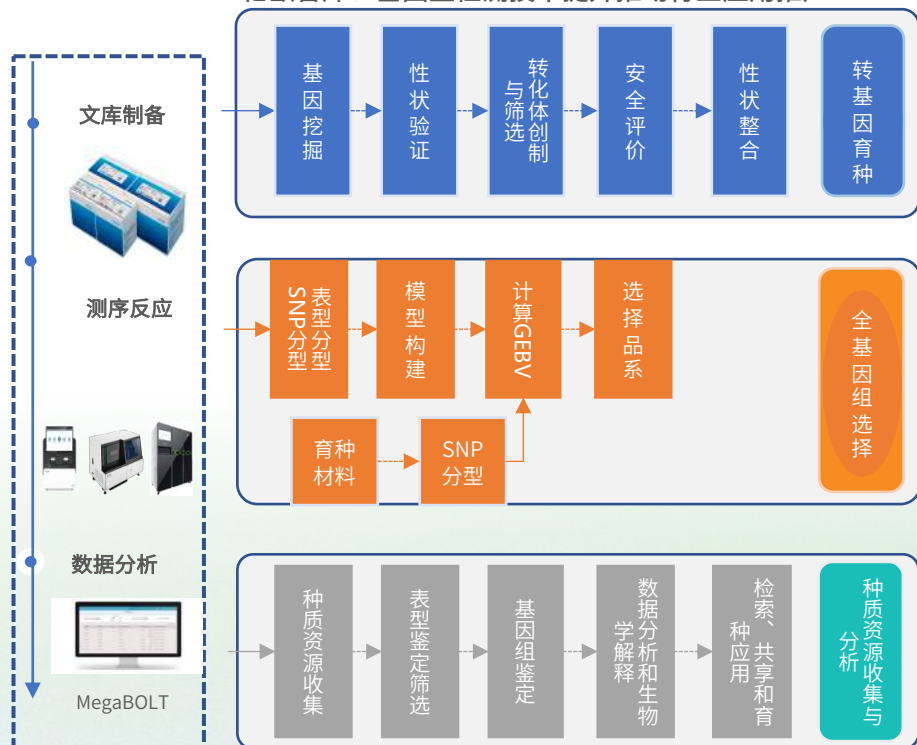 文库制备
测序反应
数据分析
MegaBOLT
基因挖掘
性状验证
转化体创制
与筛选
安全评价
性状整合
转基因育种
表型分型
SNP分型
模型构建
计算GEBV
选择品系
育种
材料
SNP
分型
全基因组选择
种质资源收集
表型鉴定筛选
基因组鉴定
数据分析和生物
学解释
检索、共享和育
种应用
种质资源收集与
分析